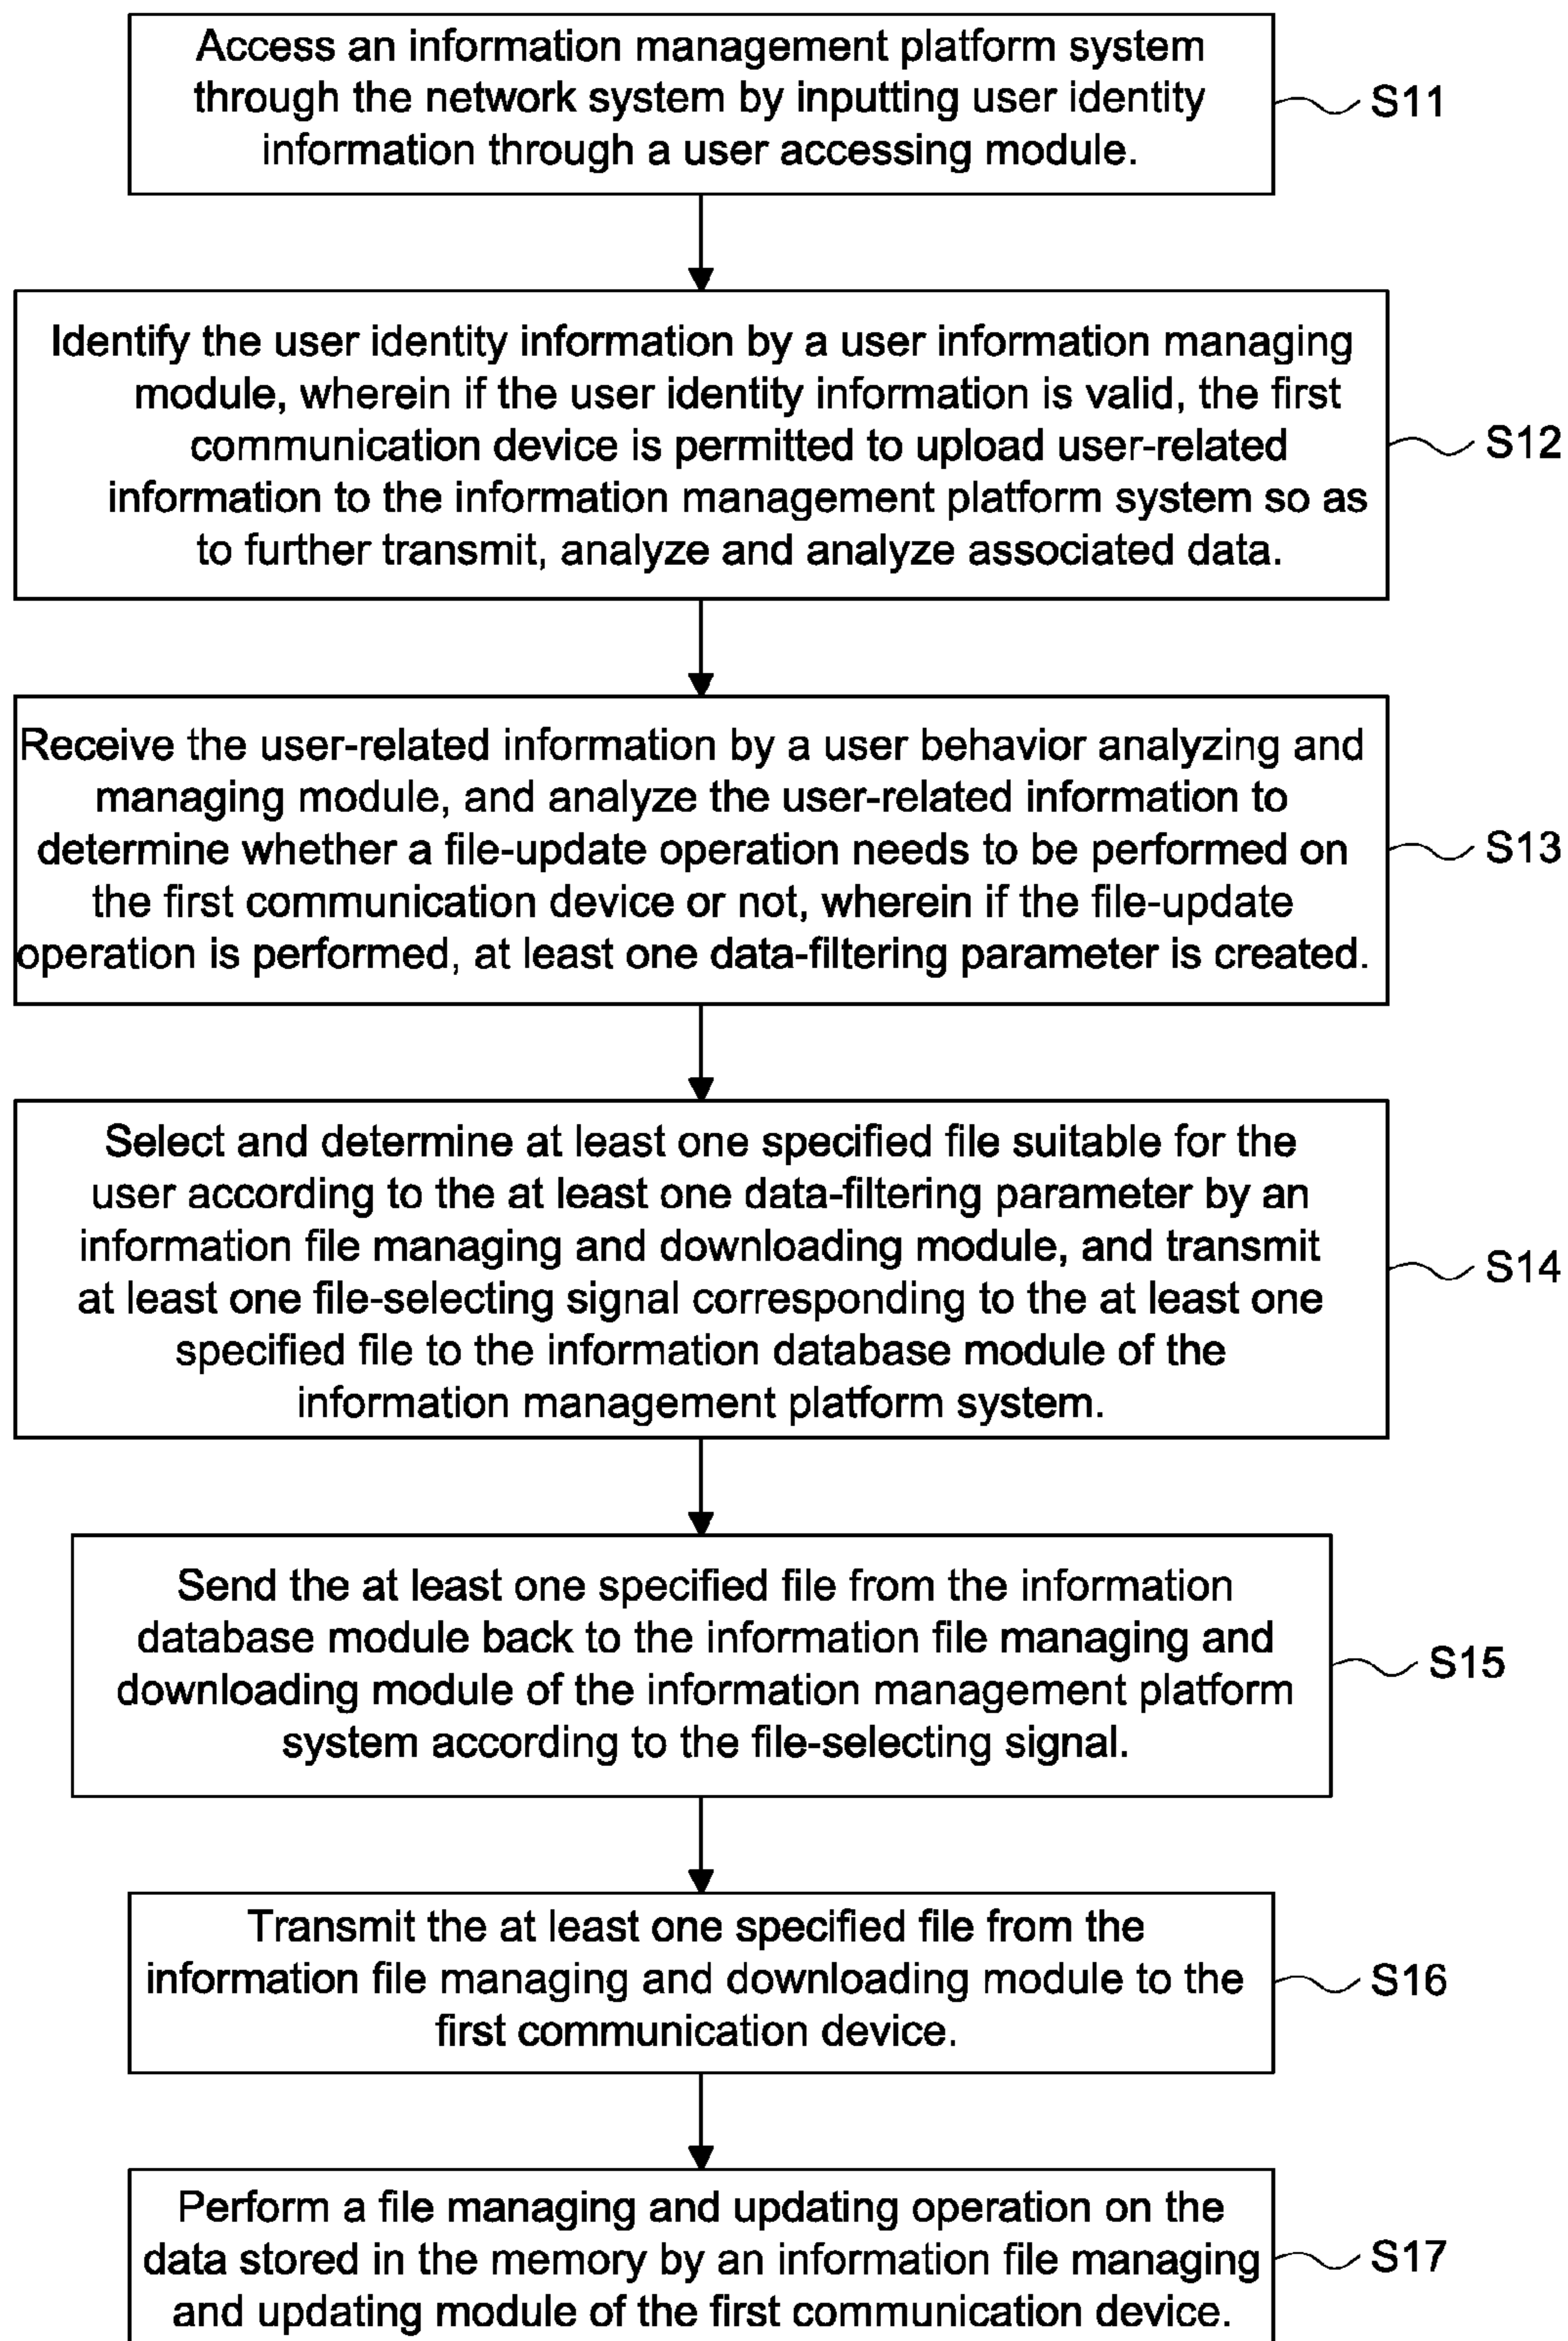 Access an information management platform system
through the network system by inputting user identity
information through a user accessing module.
S11
Identify the user identity information by a user information managing
module, wherein if the user identity information is valid, the first
communication device is permitted to upload user-related
information to the information management platform system so as
to further transmit, analyze and analyze associated data.
S12
Receive the user-related information by a user behavior analyzing and
managing module, and analyze the user-related information to
determine whether a file-update operation needs to be performed on
the first communication device or not, wherein if the file-update
operation is performed, at least one data-filtering parameter is created.
S13
Select and determine at least one specified file suitable for the
user according to the at least one data-filtering parameter by an
information file managing and downloading module, and transmit
at least one file-selecting signal corresponding to the at least one
specified file to the information database module of the
information management platform system.
S14
Send the at least one specified file from the information
database module back to the information file managing and
downloading module of the information management platform
system according to the file-selecting signal.
S15
Transmit the at least one specified file from the
information file managing and downloading module to the
first communication device.
S16
Perform a file managing and updating operation on the
data stored in the memory by an information file managing
and updating module of the first communication device.
S17